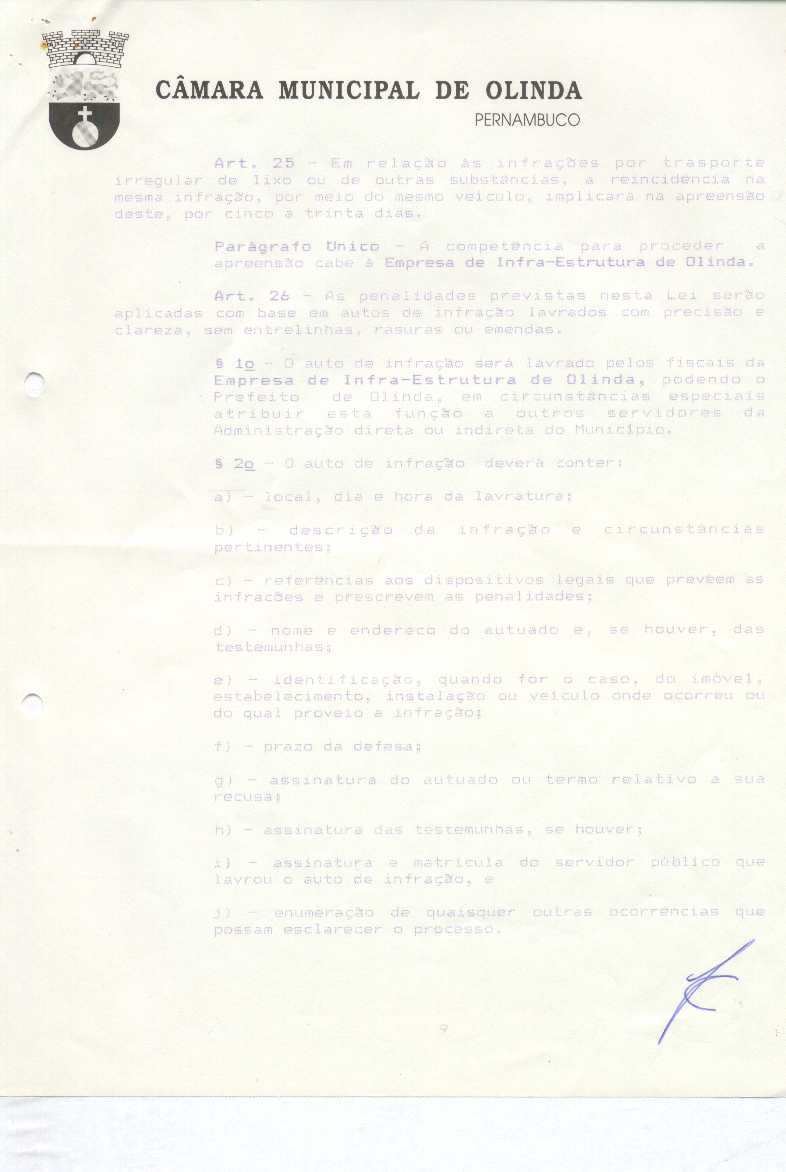 CÂMARA MUNICIPAL DE OLINDA
PERNAMBUCO
Art. 25 - Em relação às infrações por trasporte
irregular de lixo ou de outras substâncias, a reincidência na
mesma infração, por meio do mesmo veículo, implicará na apreensão
deste, por cinco a trinta dias.
Parágrafo Único - A competência para proceder a
apreensão cabe à Empresa de Infra-Estrutura de Olinda.
Art. 26 - As penalidades previstas nesta Lei serão
aplicadas com base em autos de infração lavrados com precisão e
clareza, sem entrelinhas, rasuras ou emendas.
§ 1o - O auto de infração será lavrado pelos fiscais da
Empresa de Infra-Estrutura de Olinda, podendo o
Prefeito de Olinda, em circunstâncias especiais
atribuir esta função a outros servidores da
Administração direta ou indireta do Município.
§ 2o - O auto de infração deverá conter:
a) - local, dia e hora da lavratura;
b) - descrição da infração e circunstâncias
pertinentes;
c) - referências aos dispositivos legais que prevêem as
infracões e prescrevem as penalidades;
d) - nome e endereco do autuado e, se houver, das
testemunhas;
e) - identificação, quando for o caso, do imóvel,
estabelecimento, instalação ou veículo onde ocorreu ou
do qual proveio a infração;
f) - prazo da defesa;
g) - assinatura do autuado ou termo relativo a sua
recusa;
h) - assinatura das testemunhas, se houver;
i) - assinatura e matrícula do servidor público que
lavrou o auto de infração, e
j) - enumeração de quaisquer outras ocorrencias que
possam esclarecer o processo.
9